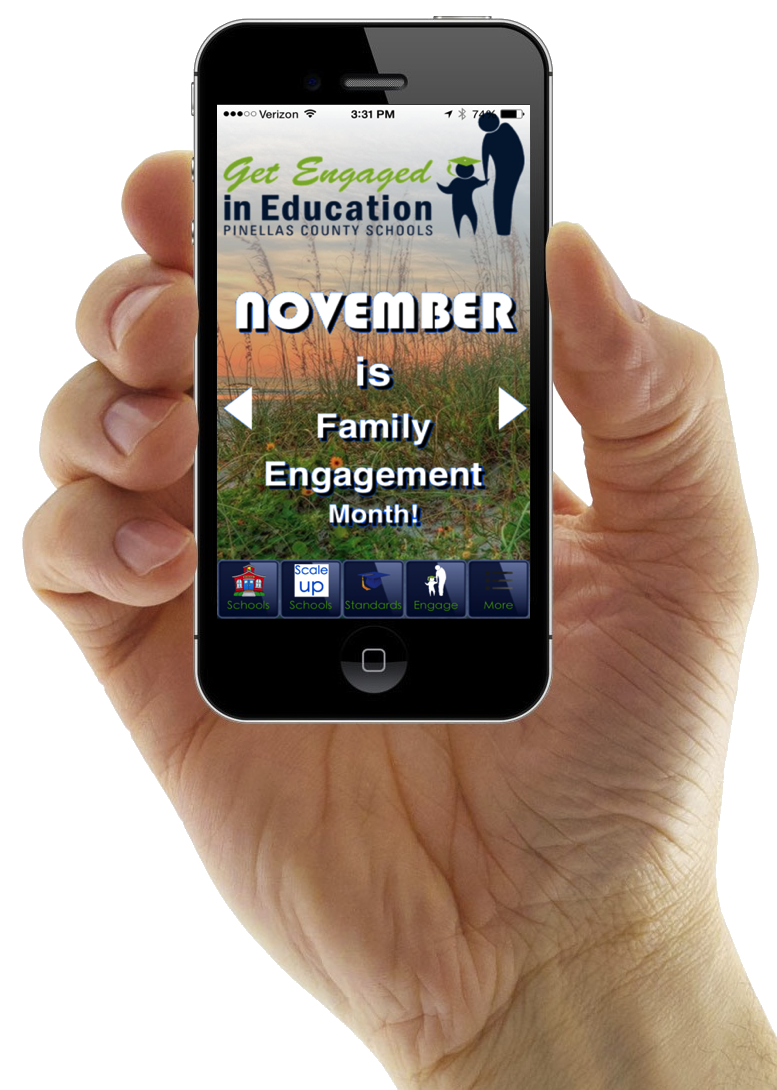 Verizon 3:31 PM 74%
Get Engaged
in Education
PINELLAS COUNTY SCHOOLS
NOVEMBER
is
Family
Engagement
Month!
Scale
up
Schools Schools Standards Engage More